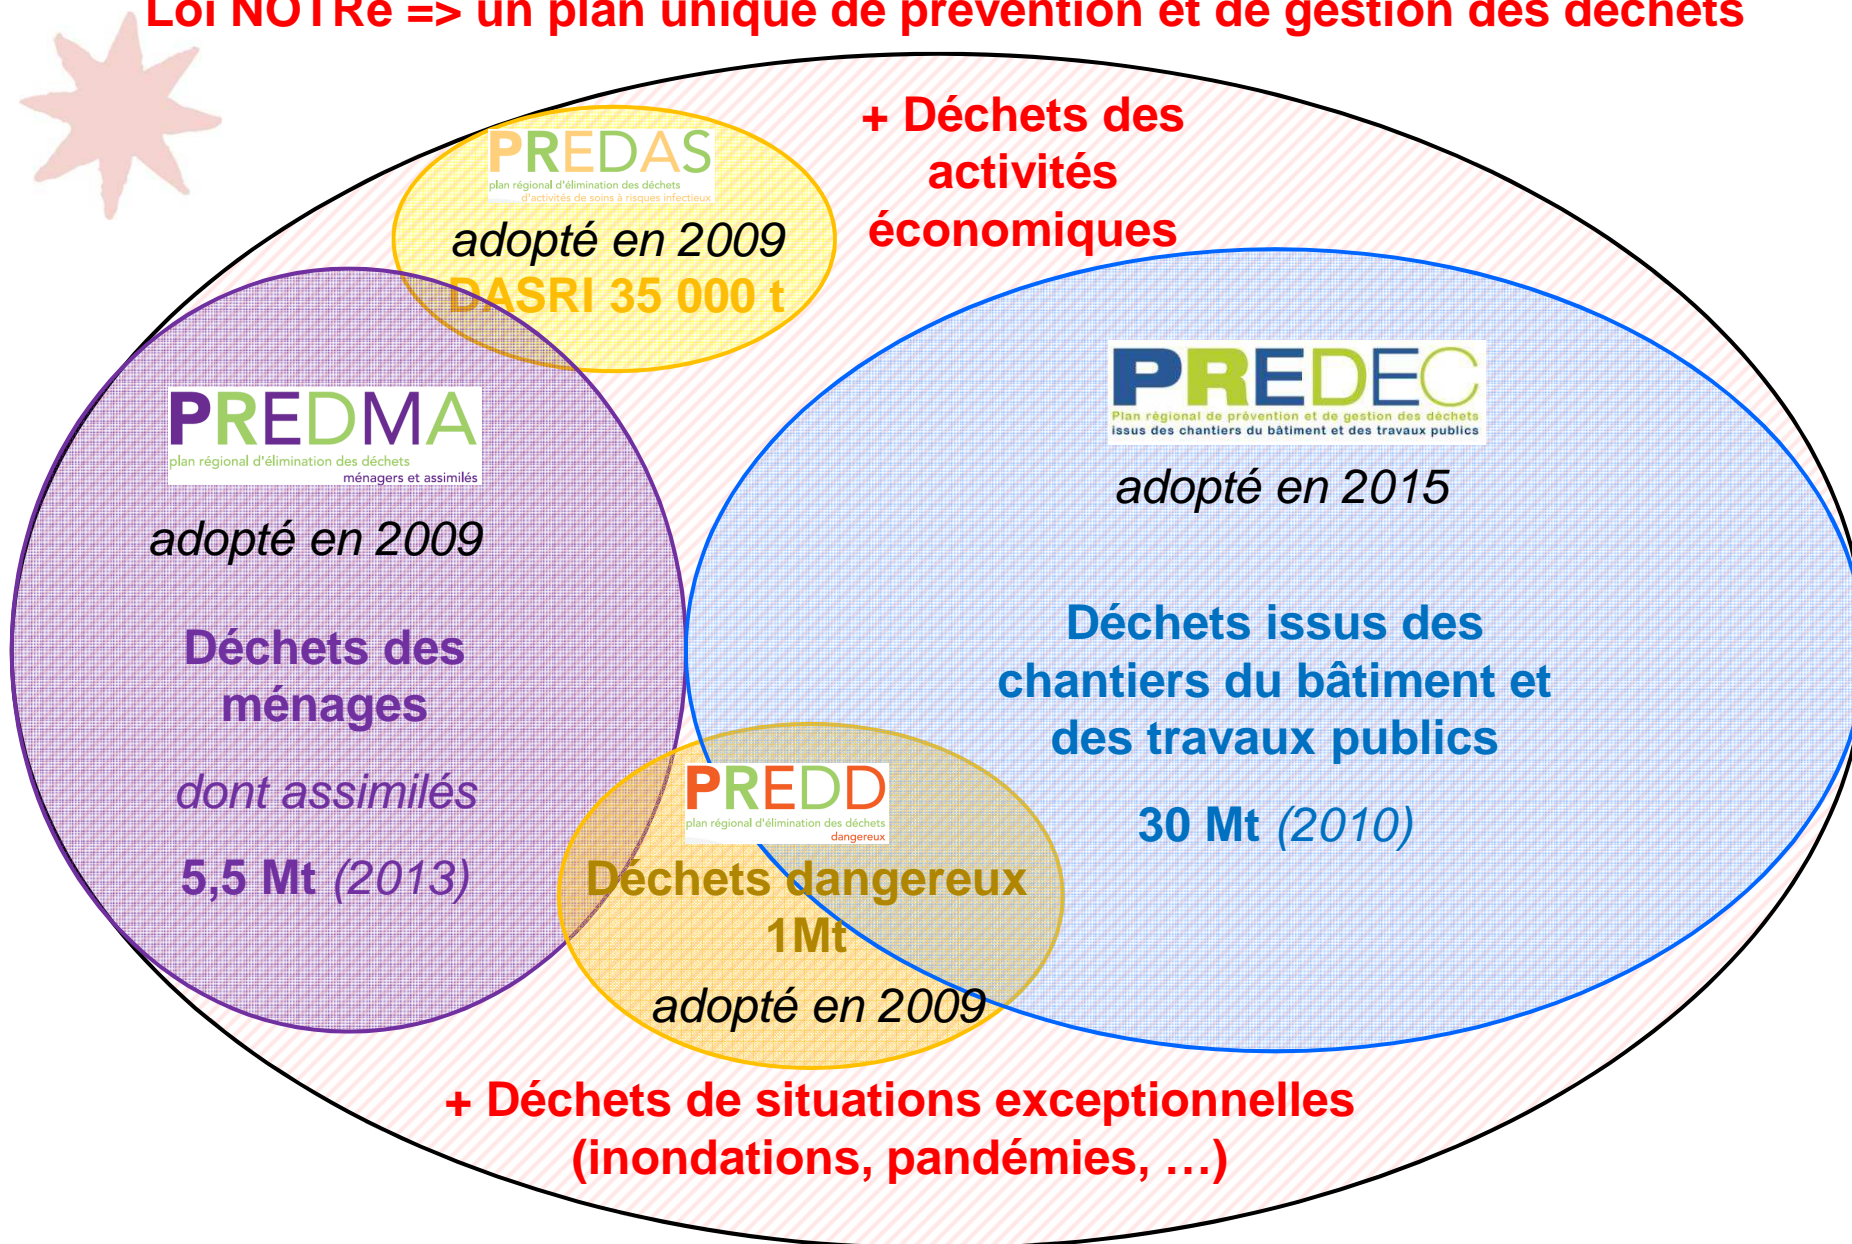 Loi NOTRe => un plan unique de prévention et de gestion des déchets
+ Déchets des
activités
économiques
PREDAS
plan régional d'élimination des déchets
d'activités de soins à risques infectieux
adopté en 2009
DASRI 35 000 t
PREDMA
plan régional d'élimination des déchets
ménagers et assimilés
adopté en 2009
Déchets des
ménages
dont assimilés
5,5 Mt (2013)
PREDEC
Plan régional de prévention et de gestion des déchets
issus des chantiers du bâtiment et des travaux publics
adopté en 2015
Déchets issus des
chantiers du bâtiment et
des travaux publics
30 Mt (2010)
PREDD
plan régional d'élimination des déchets
dangereux
Déchets dangereux
1Mt
adopté en 2009
+ Déchets de situations exceptionnelles
(inondations, pandémies, …)